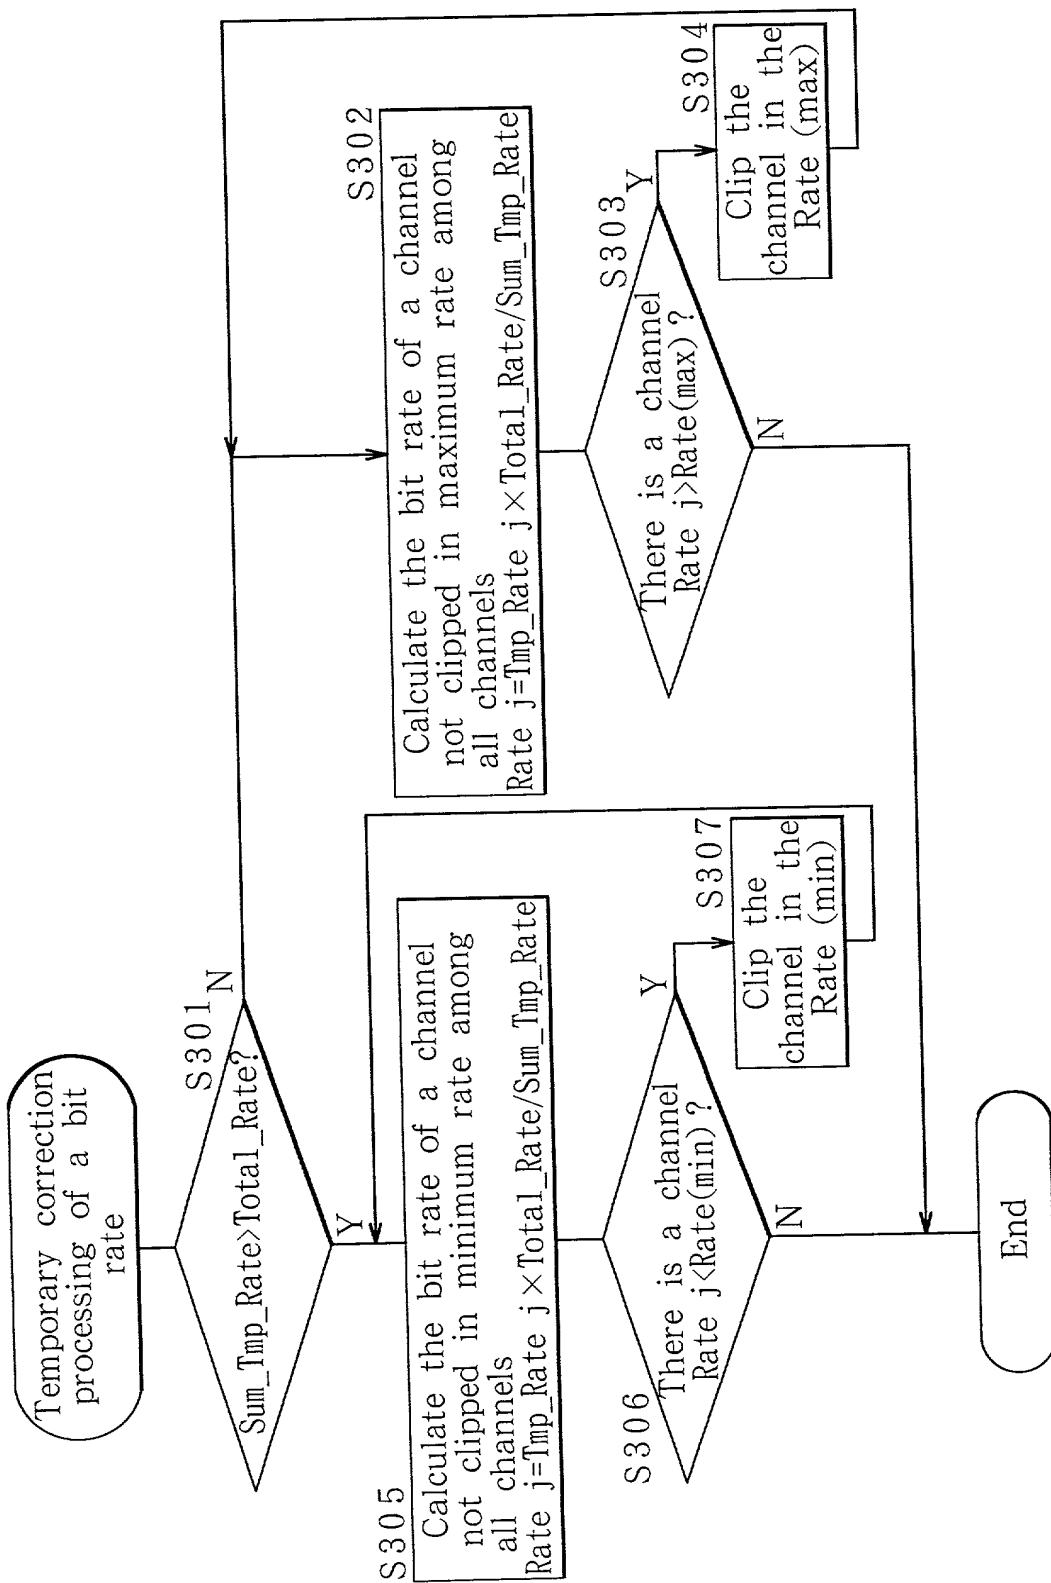 Temporary correction
processing of a bit
rate
S301
Sum_Tmp_Rate>Total_Rate?
N
Y
S305
Calculate the bit rate of a channel
not clipped in minimum rate among
all channels
Rate j=Tmp_Rate j×Total_Rate/Sum_Tmp_Rate
S306
There is a channel
Rate j<Rate(min)?
Y
N
S307
Clip the
channel in the
Rate (min)
S302
Calculate the bit rate of a channel
not clipped in maximum rate among
all channels
Rate j=Tmp_Rate j×Total_Rate/Sum_Tmp_Rate
S303
There is a channel
Rate j>Rate(max)?
Y
N
S304
Clip the
channel in the
Rate (max)
End